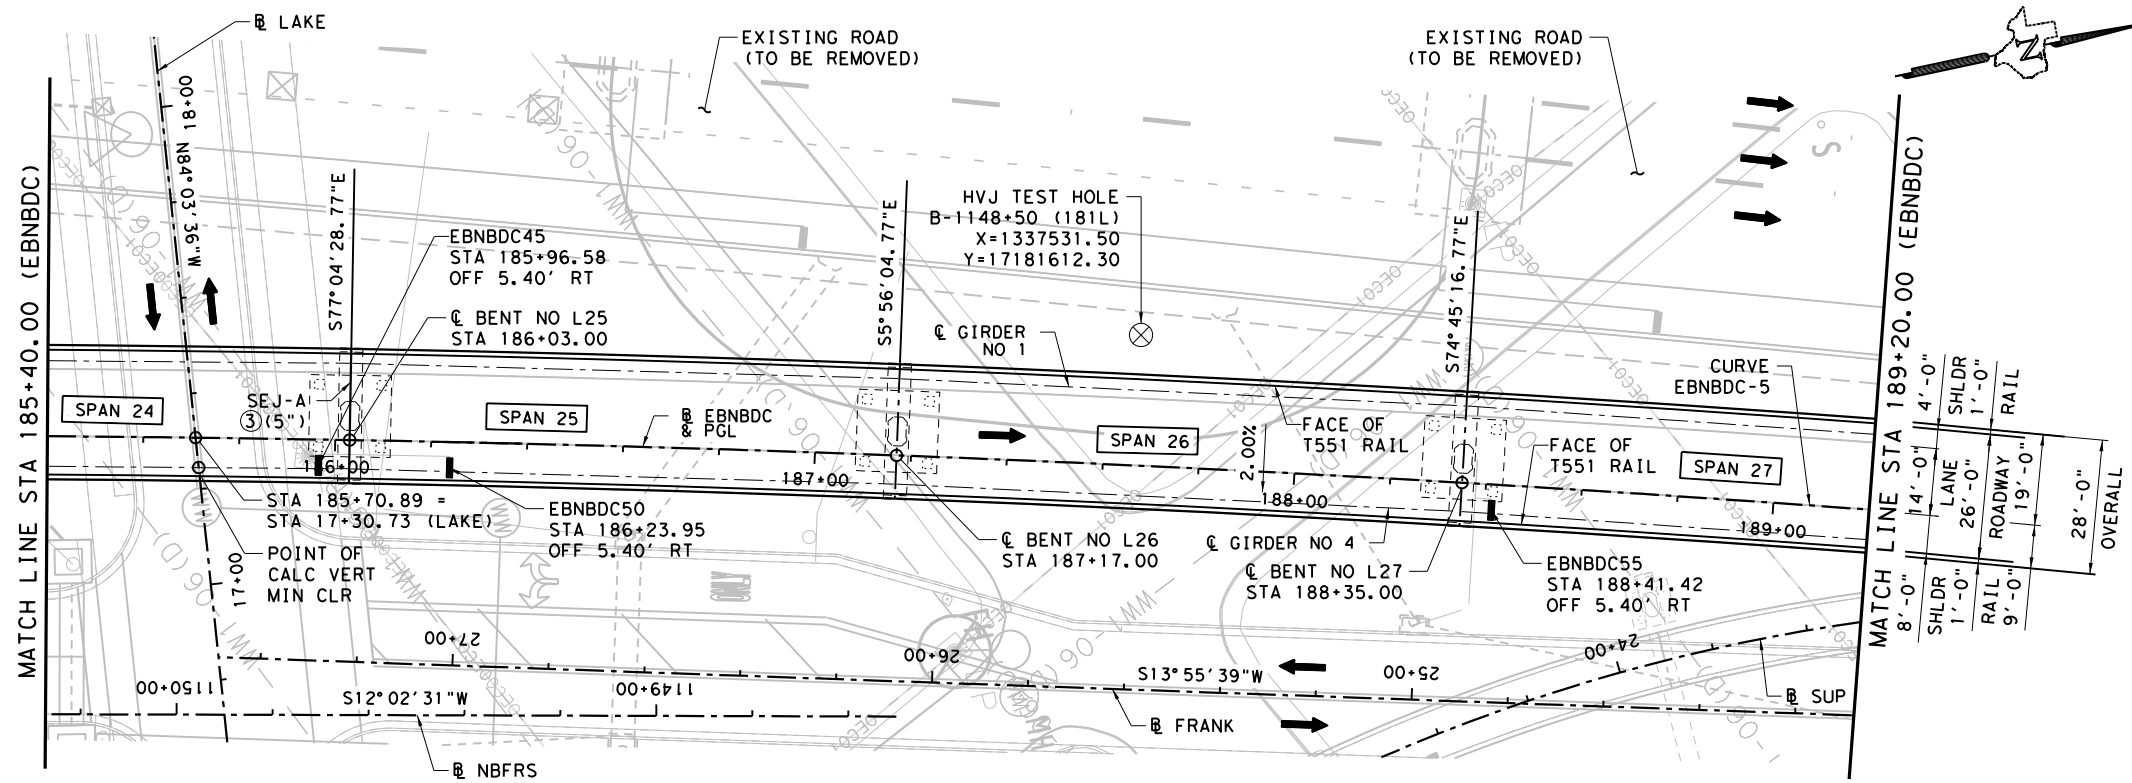 ℄ LAKE
EXISTING ROAD
(TO BE REMOVED)
EXISTING ROAD
(TO BE REMOVED)
N
18+00
N84°03'36"W
MATCH LINE STA 185+40.00 (EBNBDC)
S77°04'28.77"E
EBNBDC45
STA 185+96.58
OFF 5.40' RT
℄ BENT NO L25
STA 186+03.00
S5°56'04.77"E
HVJ TEST HOLE
B-1148+50 (181L)
X=1337531.50
Y=17181612.30
S74°45'16.77"E
℄ GIRDER
NO 1
CURVE
EBNBDC-5
SPAN 24
SEJ-A
3 (5")
SPAN 25
℄ EBNBDC
& PGL
SPAN 26
2.00%
FACE OF
T551 RAIL
FACE OF
T551 RAIL
SPAN 27
186+00
187+00
188+00
189+00
STA 185+70.89 =
STA 17+30.73 (LAKE)
POINT OF
CALC VERT
MIN CLR
EBNBDC50
STA 186+23.95
OFF 5.40' RT
℄ BENT NO L26
STA 187+17.00
℄ GIRDER NO 4
℄ BENT NO L27
STA 188+35.00
EBNBDC55
STA 188+41.42
OFF 5.40' RT
17+00
27+00
26+00
25+00
24+00
1150+00
S12°02'31"W
1149+00
S13°55'39"W
℄ SUP
℄ FRANK
℄ NBFRS
MATCH LINE STA 189+20.00 (EBNBDC)
4'-0"
SHLDR
1'-0"
RAIL
14'-0"
LANE
26'-0"
ROADWAY
19'-0"
28'-0"
OVERALL
8'-0"
SHLDR
1'-0"
RAIL
9'-0"
OEC01
OEC01
OEC01
OEC01
WW1-06(D)
WW1-06(D)